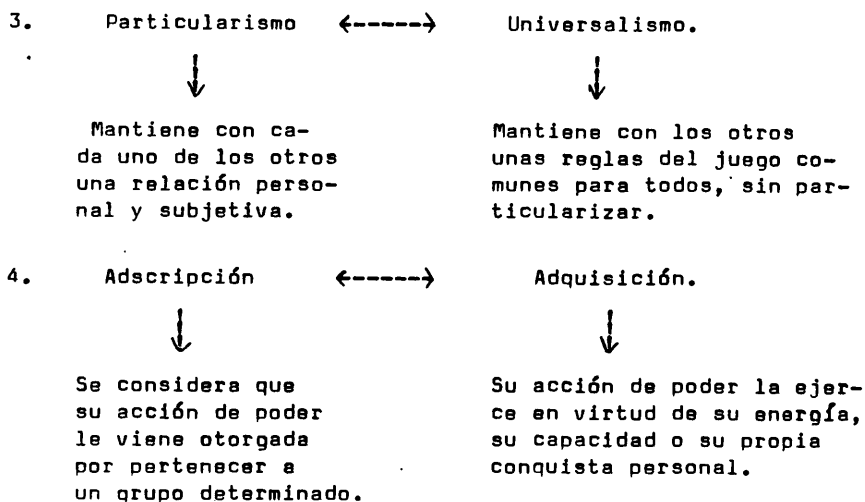 3. Particularismo <-----> Universalismo.
Mantiene con ca-
da uno de los otros
una relación perso-
nal y subjetiva.
Mantiene con los otros
unas reglas del juego co-
munes para todos, sin par-
ticularizar.
4. Adscripción <-----> Adquisición.
Se considera que
su acción de poder
le viene otorgada
por pertenecer a
un grupo determinado.
Su acción de poder la ejer-
ce en virtud de su energía,
su capacidad o su propia
conquista personal.